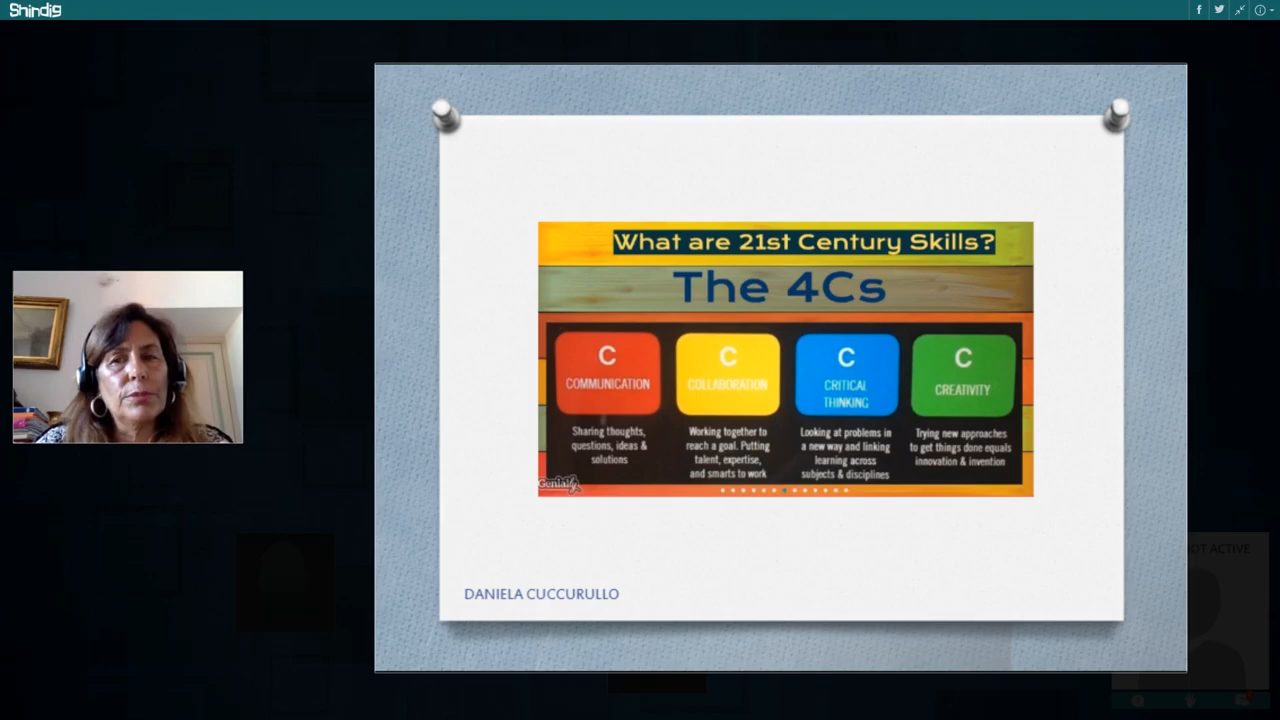 Shindig
What are 21st Century Skills?
The 4Cs
C
COMMUNICATION
Sharing thoughts,
questions, ideas &
solutions
C
COLLABORATION
Working together to
reach a goal. Putting
talent, expertise,
and smarts to work
C
CRITICAL
THINKING
Looking at problems in
a new way and linking
learning across
subjects & disciplines
C
CREATIVITY
Trying new approaches
to get things done equals
innovation & invention
DANIELA CUCCURULLO
ACTIVE